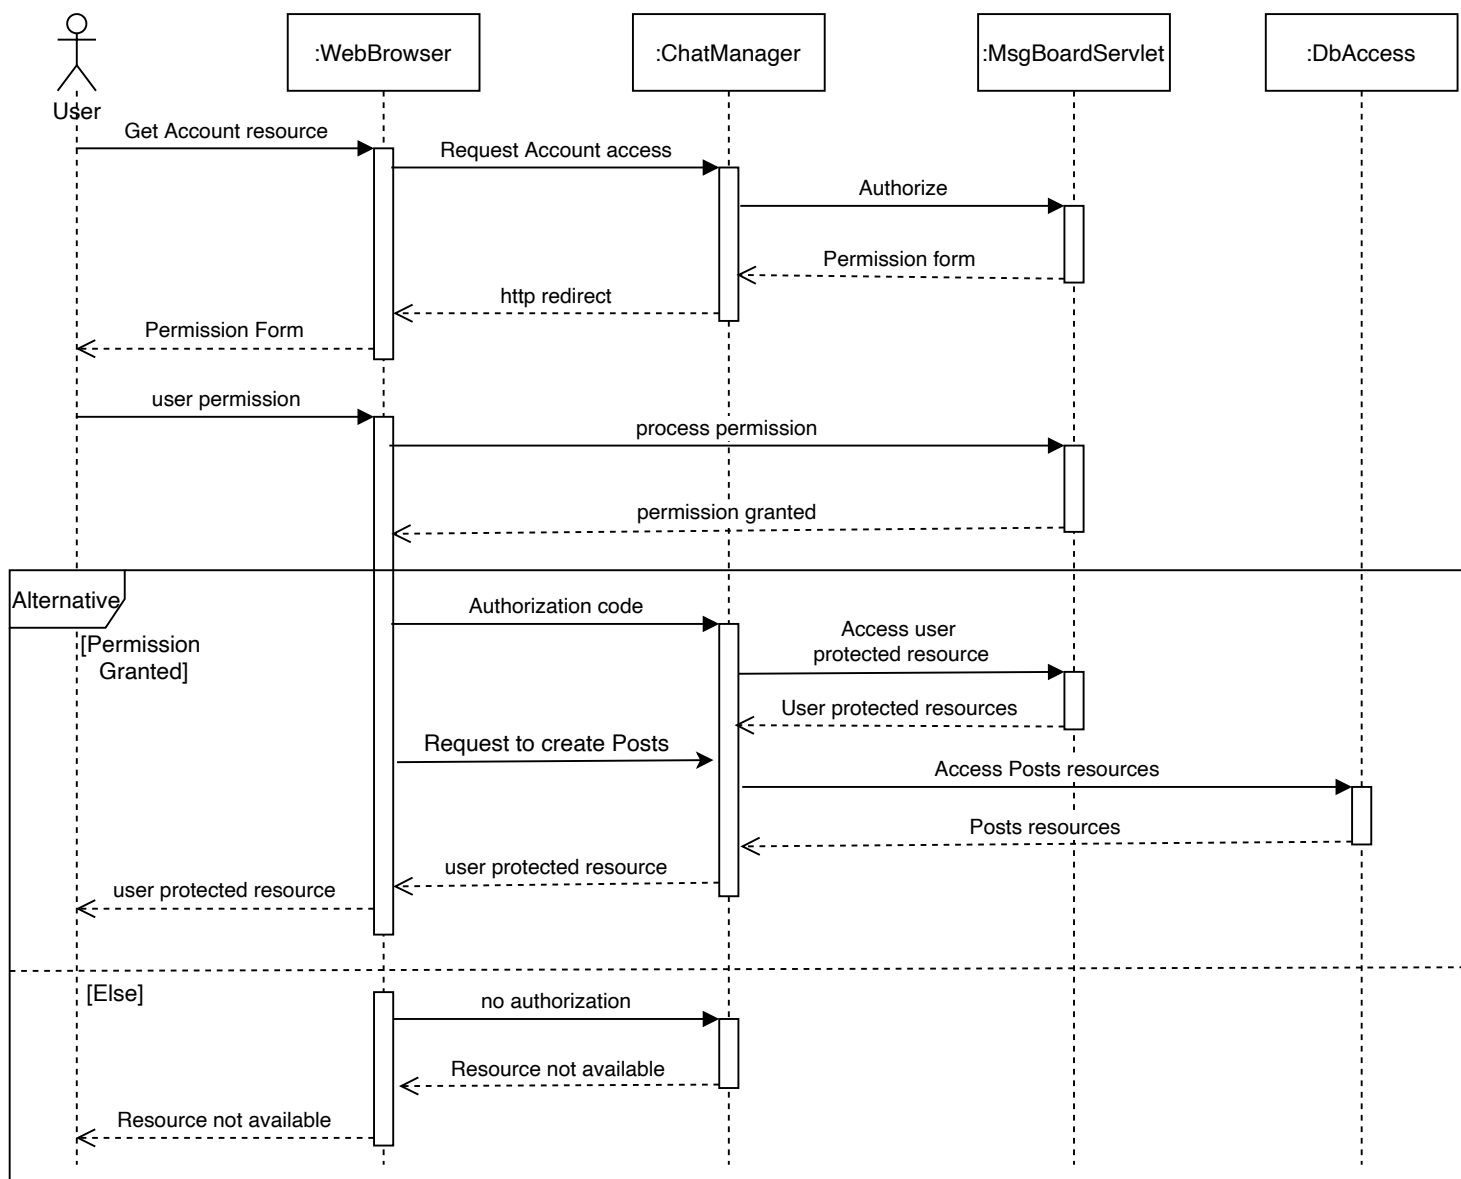 :WebBrowser
:ChatManager
:MsgBoardServlet
:DbAccess
User
Get Account resource
Request Account access
Authorize
Permission form
http redirect
Permission Form
user permission
process permission
permission granted
Alternative
Authorization code
[Permission
Granted]
Access user
protected resource
User protected resources
Request to create Posts
Access Posts resources
Posts resources
user protected resource
user protected resource
[Else]
no authorization
Resource not available
Resource not available